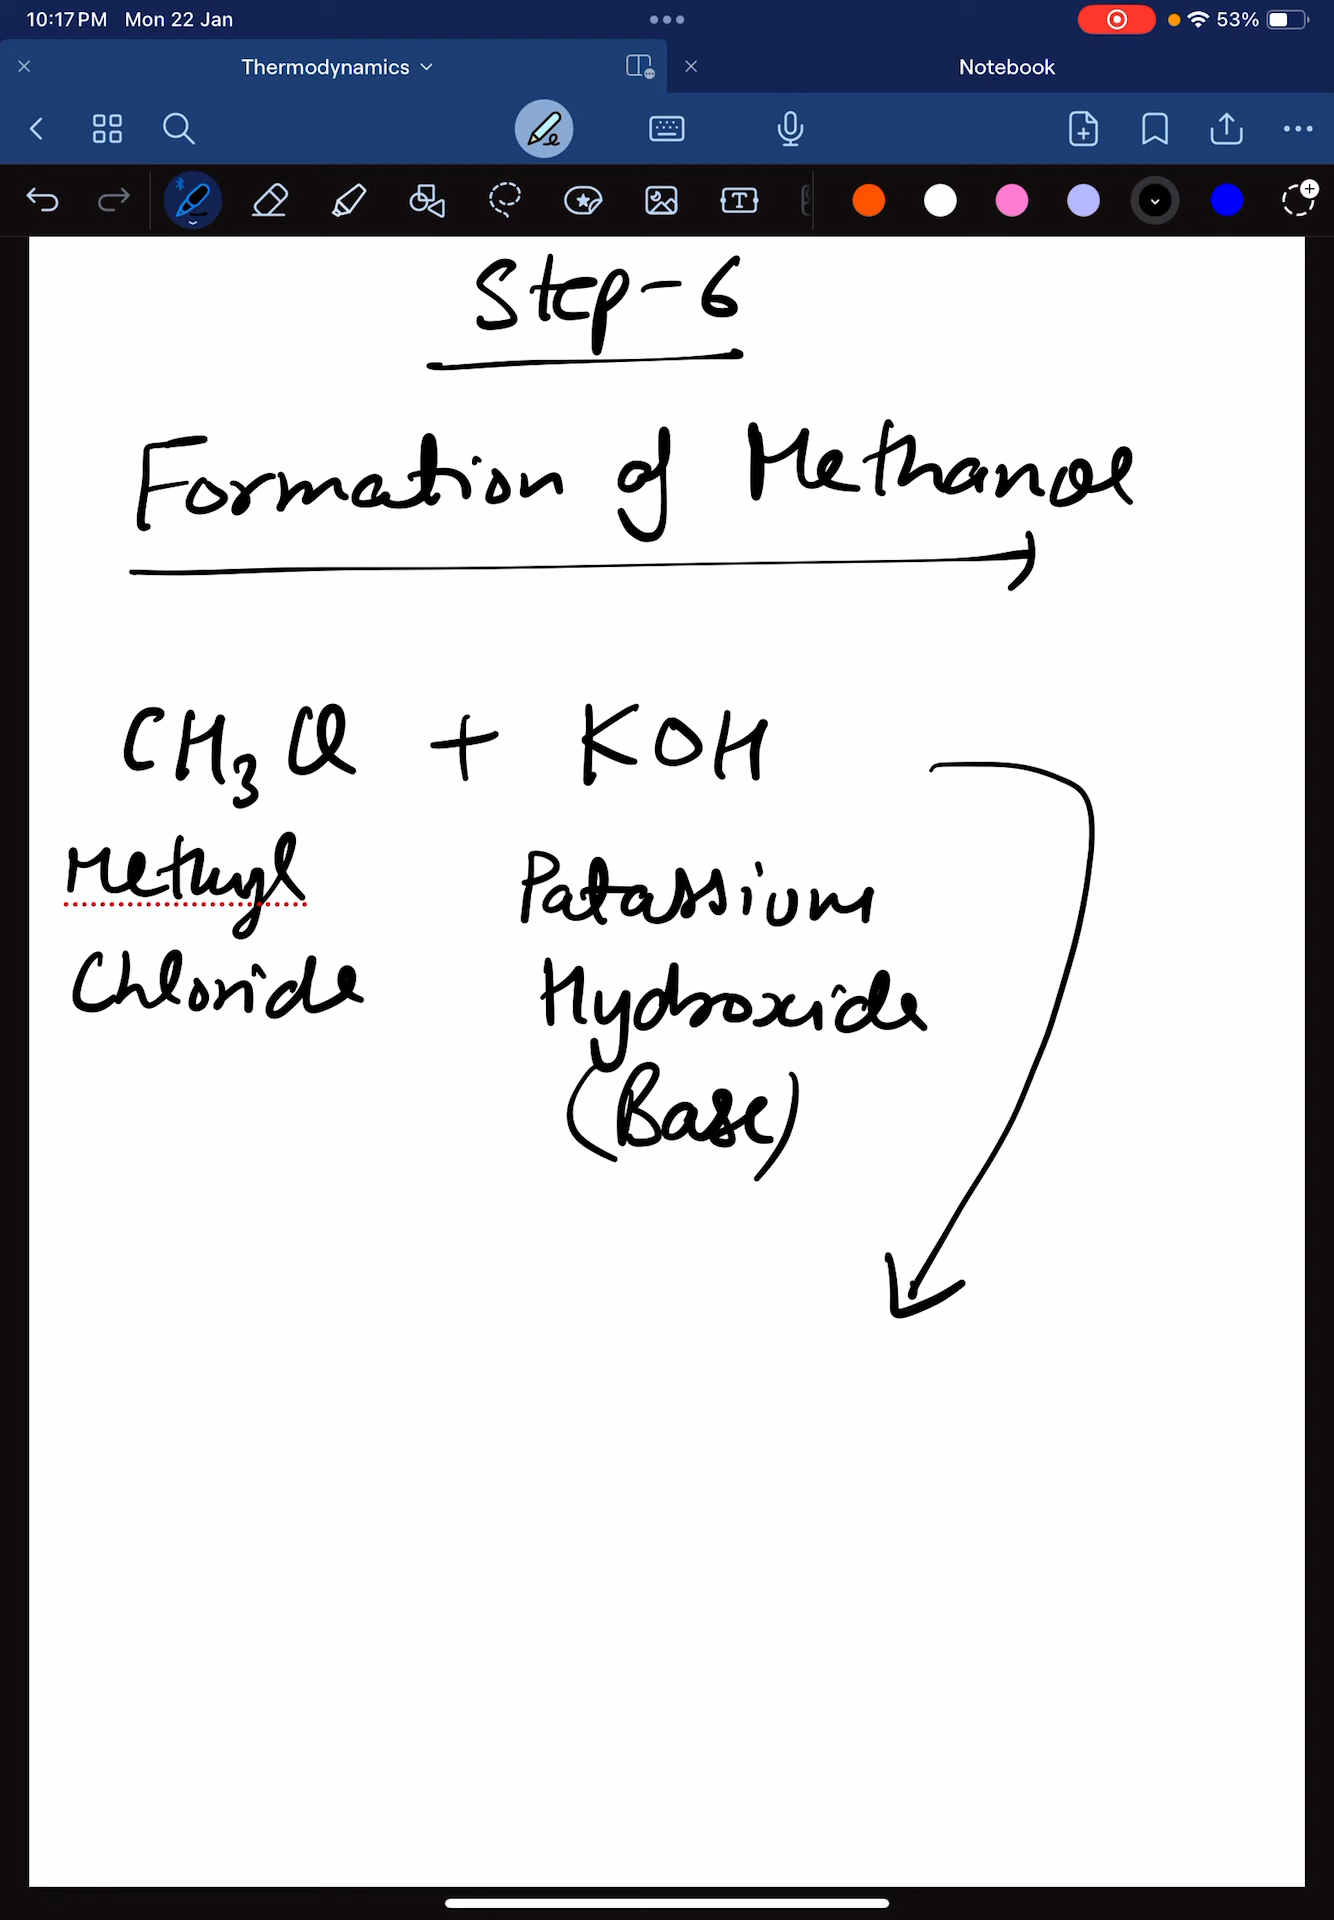 10:17 PM Mon 22 Jan
53%
Thermodynamics
Notebook
Step-6
Formation of Methanol
CH₃Cl + KOH
Methyl
Chloride
Patassium
Hydroxide
(Base)